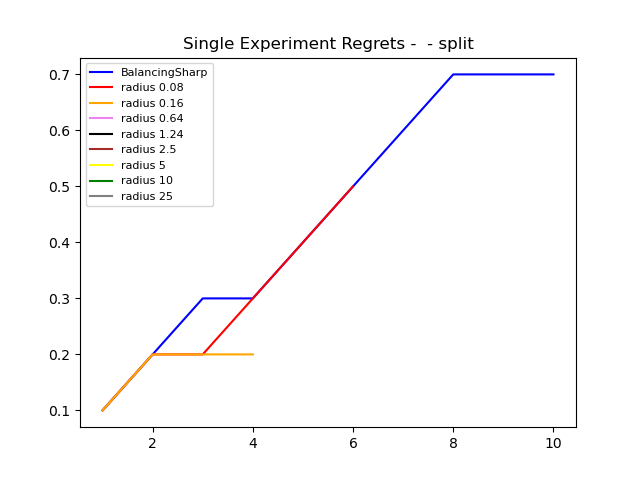 Single Experiment Regrets -  - split
BalancingSharp
radius 0.08
radius 0.16
radius 0.64
radius 1.24
radius 2.5
radius 5
radius 10
radius 25
0.7
0.6
0.5
0.4
0.3
0.2
0.1
2 4 6 8 10